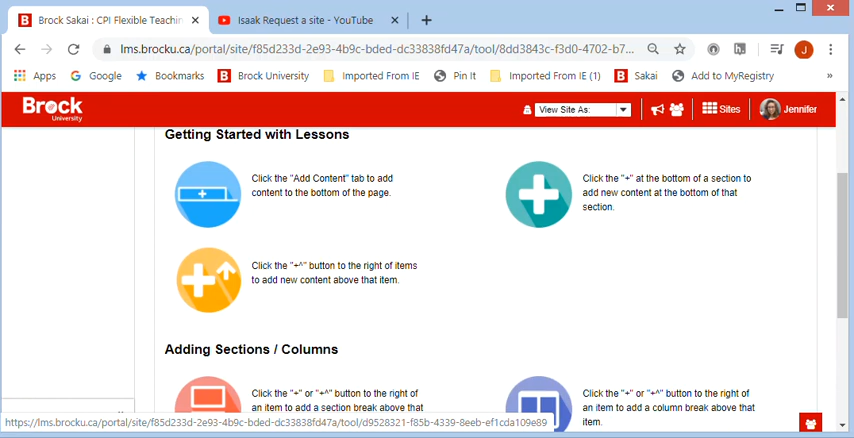 Brock Sakai : CPI Flexible Teachin
Isaak Request a site - YouTube
lms.brocku.ca/portal/site/f85d233d-2e93-4b9c-bded-dc33838fd47a/tool/8dd3843c-f3d0-4702-b7...
J
Apps
Google
Bookmarks
Brock University
Imported From IE
Pin It
Imported From IE (1)
Sakai
Add to MyRegistry
»
Brock
University
View Site As:
Sites
Jennifer
Getting Started with Lessons
Click the "Add Content" tab to add
content to the bottom of the page.
Click the "+" at the bottom of a section to
add new content at the bottom of that
section.
Click the "+^" button to the right of items
to add new content above that item.
Adding Sections / Columns
Click the "+" or "+^" button to the right of
an item to add a section break above that
Click the "+" or "+^" button to the right of
an item to add a column break above that
item.
https://lms.brocku.ca/portal/site/f85d233d-2e93-4b9c-bded-dc33838fd47a/tool/d9528321-f85b-4339-8eeb-ef1cda109e89